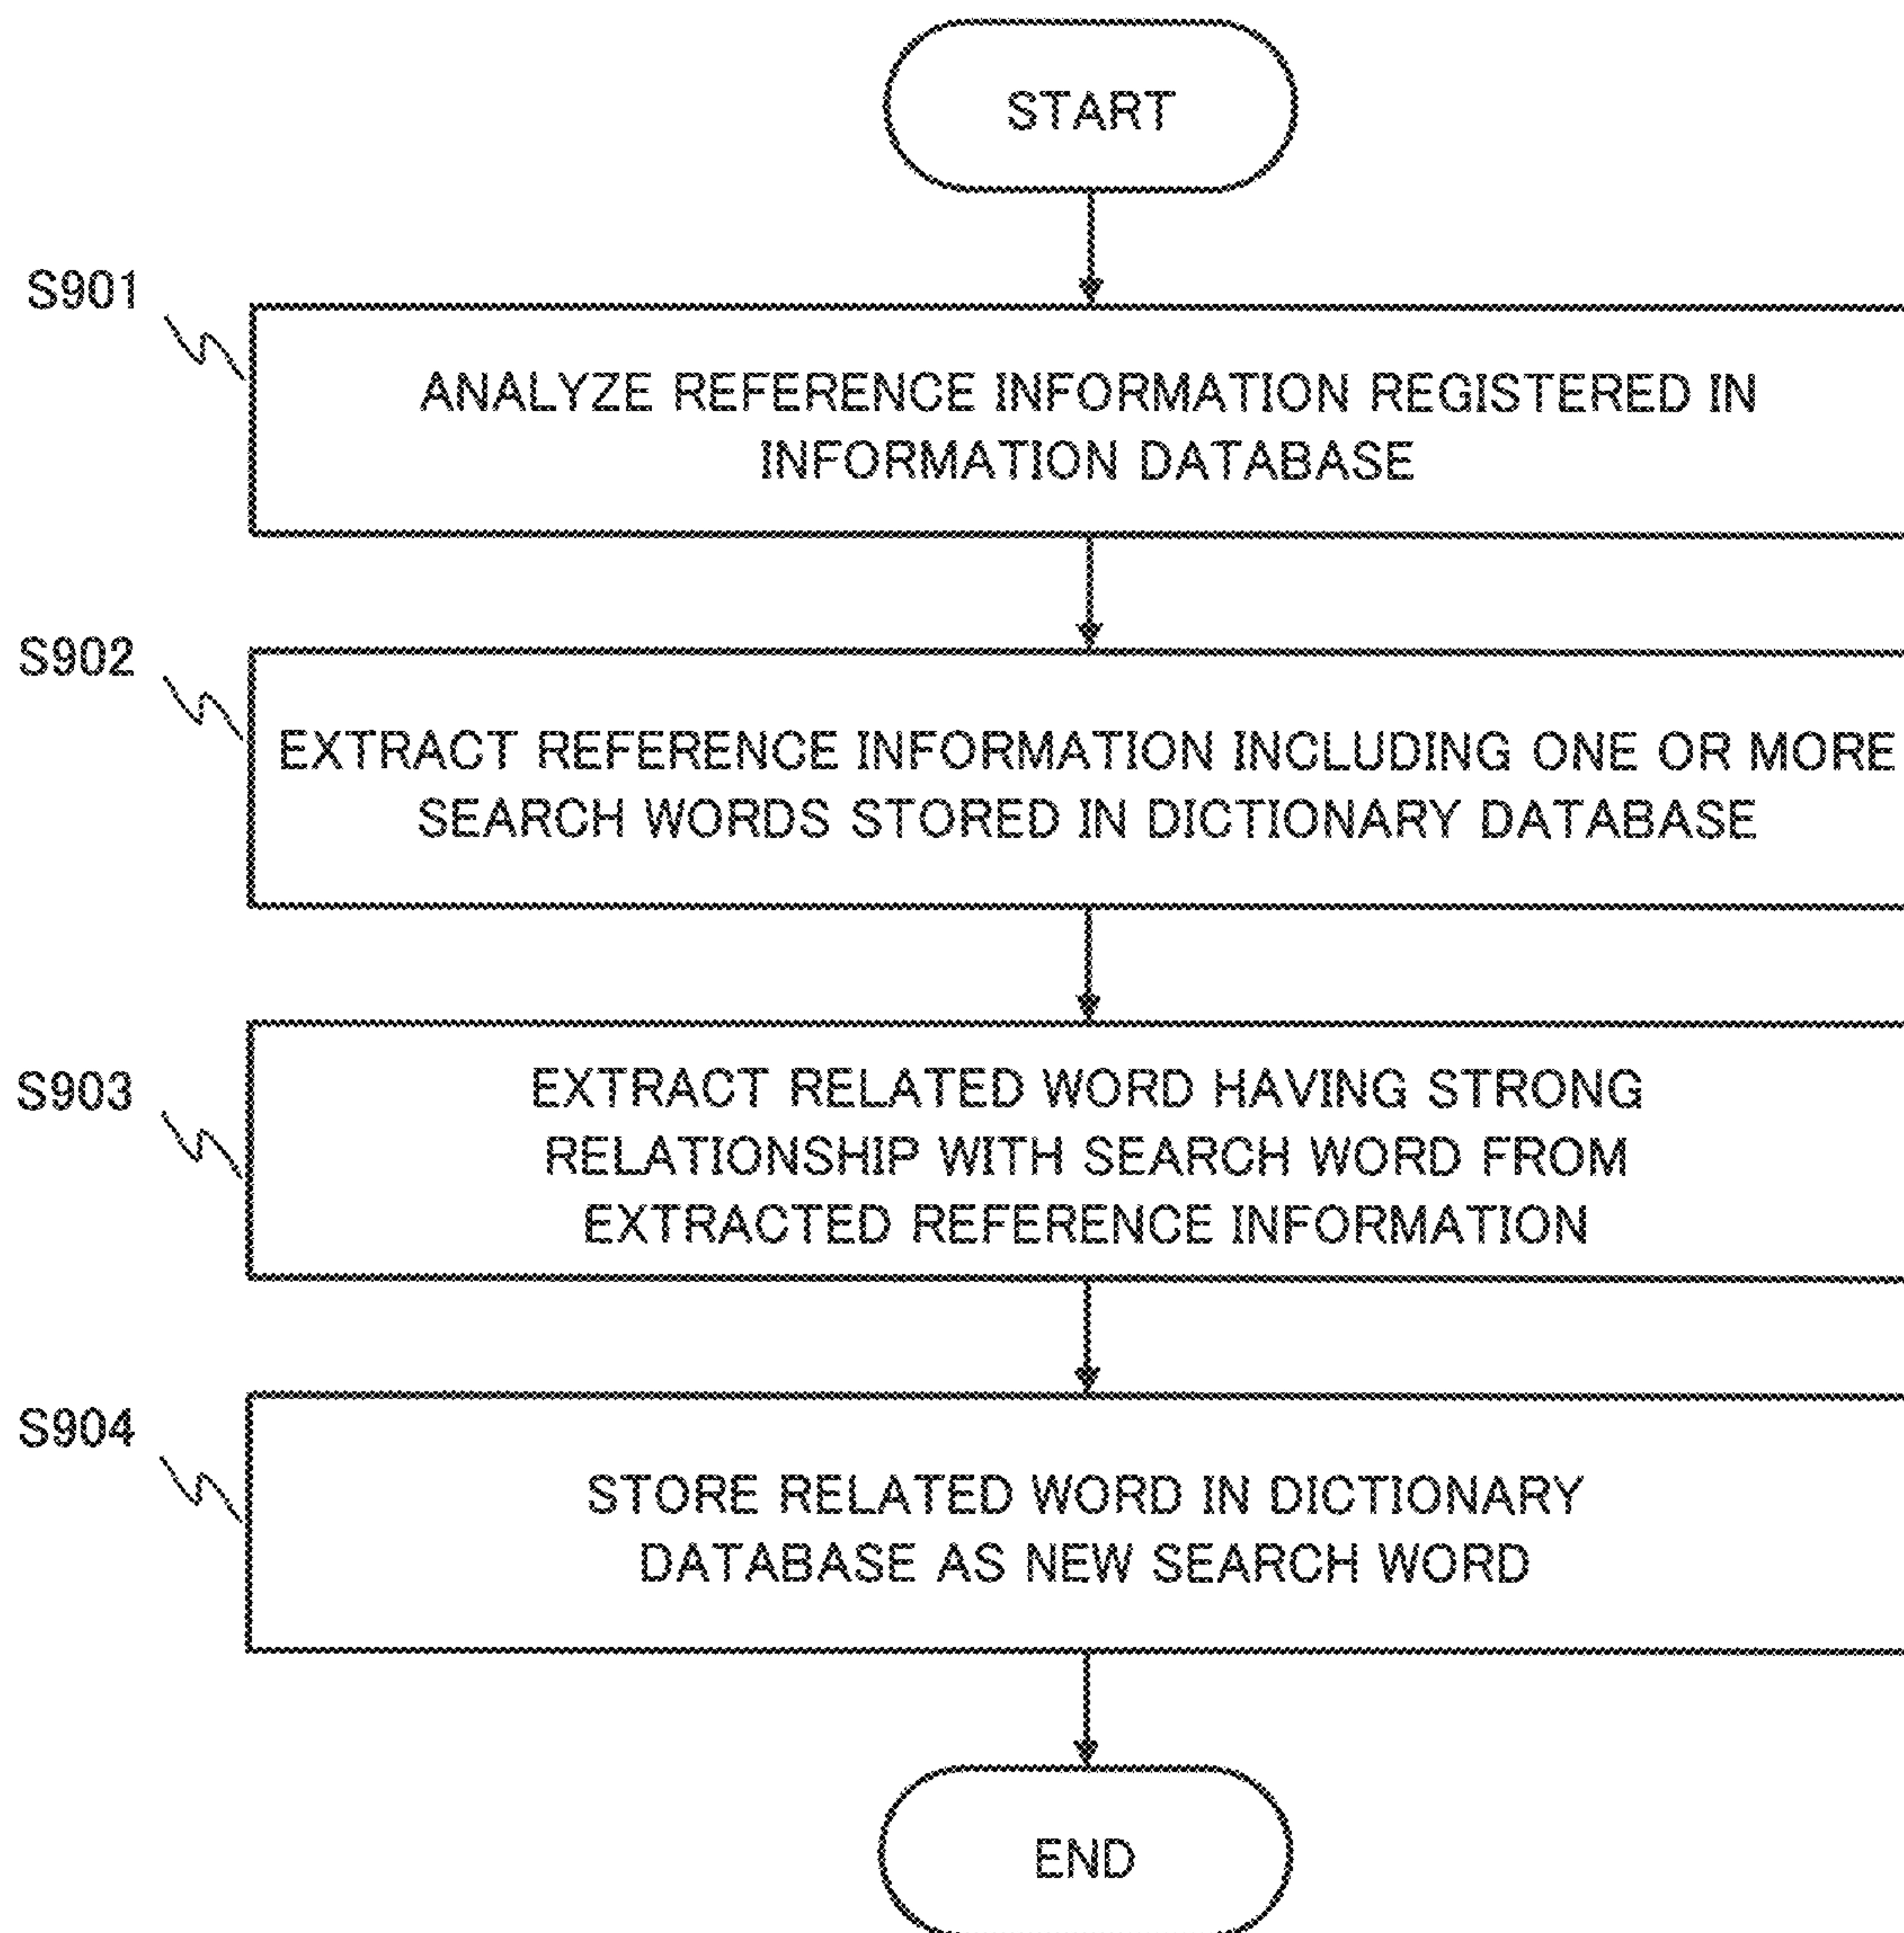 START
S901
ANALYZE REFERENCE INFORMATION REGISTERED IN
INFORMATION DATABASE
S902
EXTRACT REFERENCE INFORMATION INCLUDING ONE OR MORE
SEARCH WORDS STORED IN DICTIONARY DATABASE
S903
EXTRACT RELATED WORD HAVING STRONG
RELATIONSHIP WITH SEARCH WORD FROM
EXTRACTED REFERENCE INFORMATION
S904
STORE RELATED WORD IN DICTIONARY
DATABASE AS NEW SEARCH WORD
END